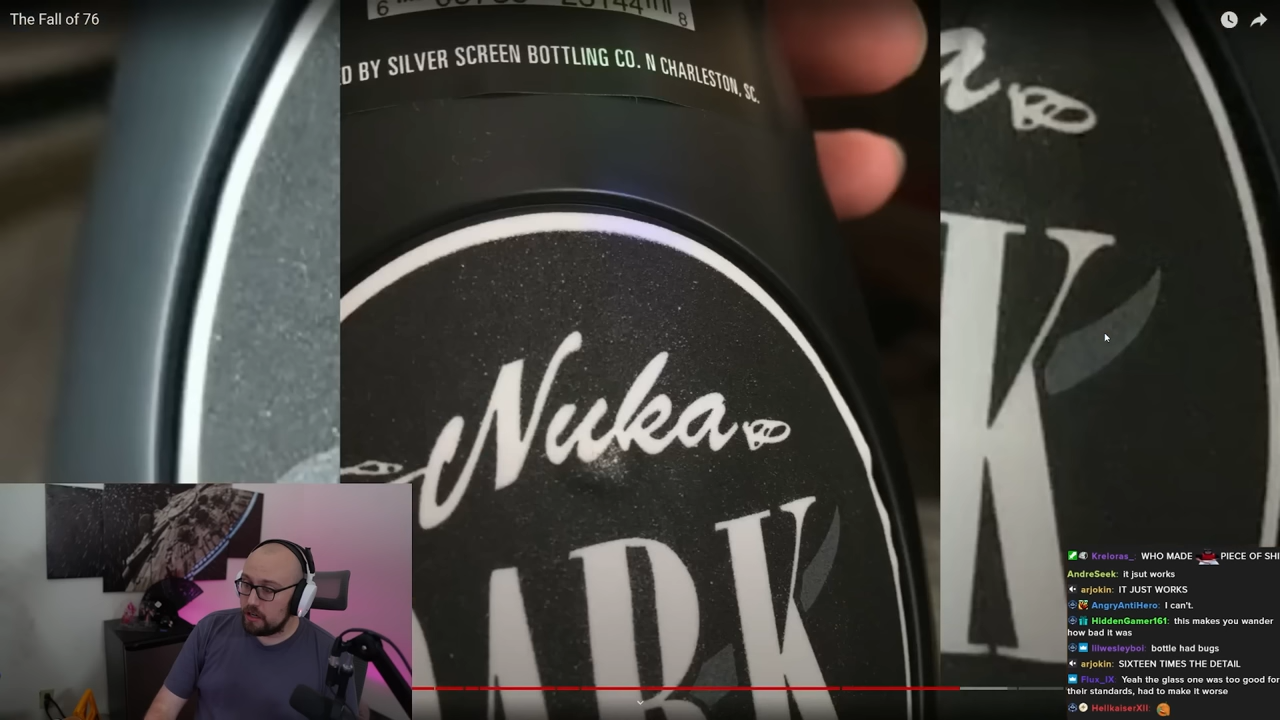 The Fall of 76
D BY SILVER SCREEN BOTTLING CO. N CHARLESTON, SC.
Nuka
DARK
K
Kreloras_: WHO MADE PIECE OF SHI
AndreSeek: it jsut works
arjokin: IT JUST WORKS
AngryAntiHero: I can't.
HiddenGamer161: this makes you wander
how bad it was
lilwesleyboi: bottle had bugs
arjokin: SIXTEEN TIMES THE DETAIL
Flux_IX: Yeah the glass one was too good for
their standards, had to make it worse
HellkaiserXII: